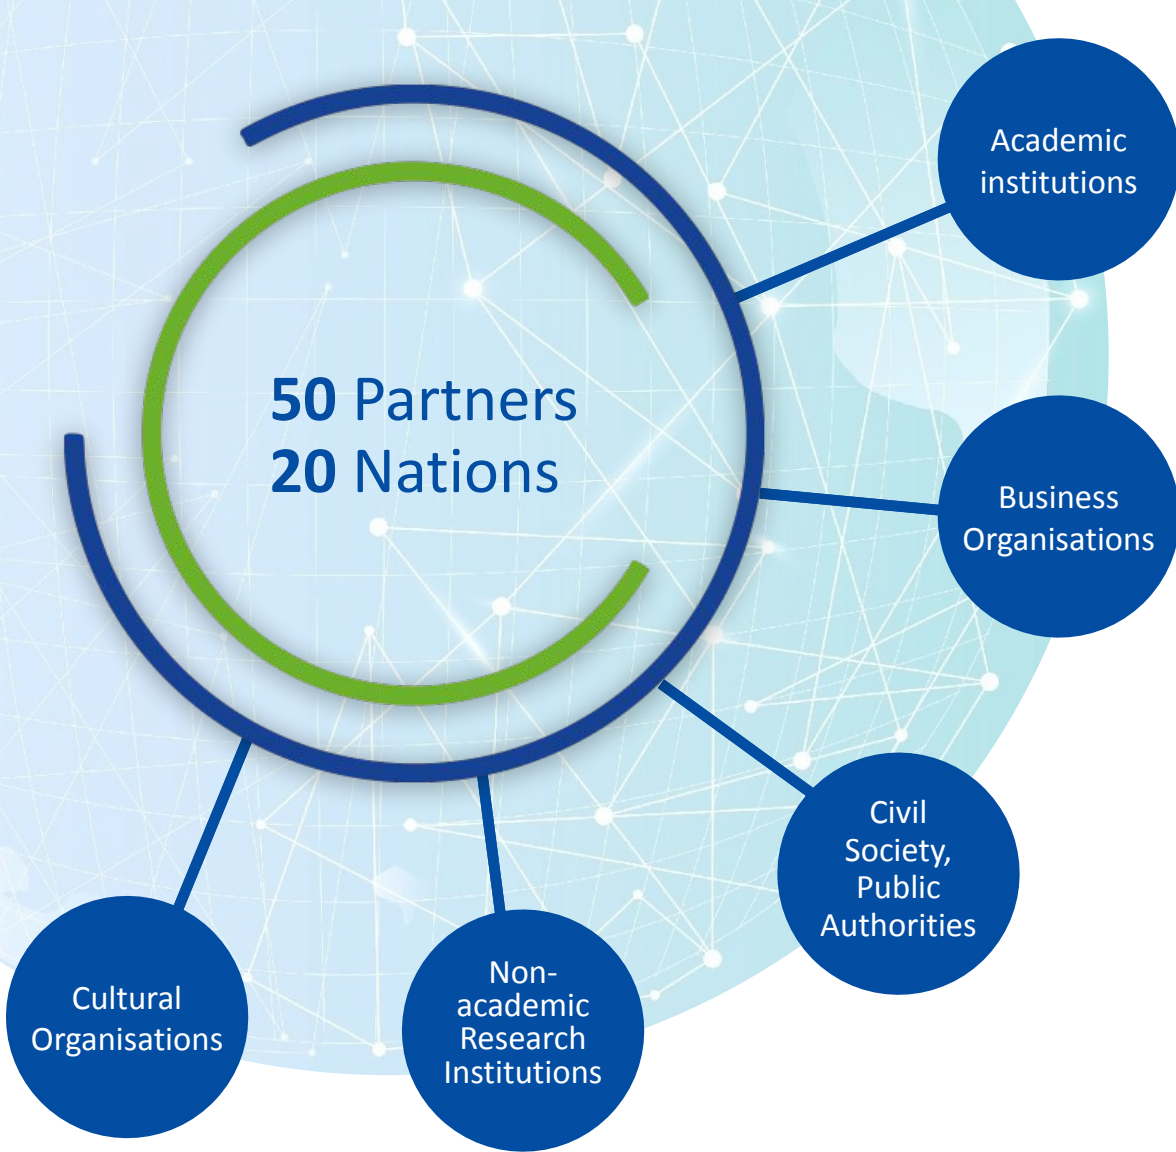 Academic
institutions
50 Partners
20 Nations
Business
Organisations
Civil
Society,
Public
Authorities
Non-
academic
Research
Institutions
Cultural
Organisations